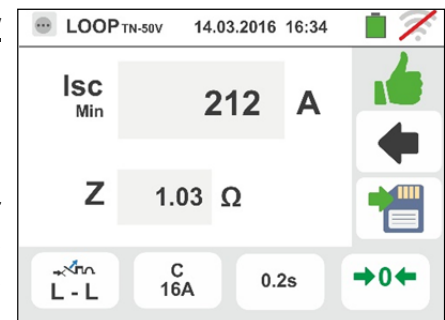 LOOP TN-50V 14.03.2016 16:34
Isc 212 A
Min
Z 1.03 Ω
L - L
C
16A
0.2s
0